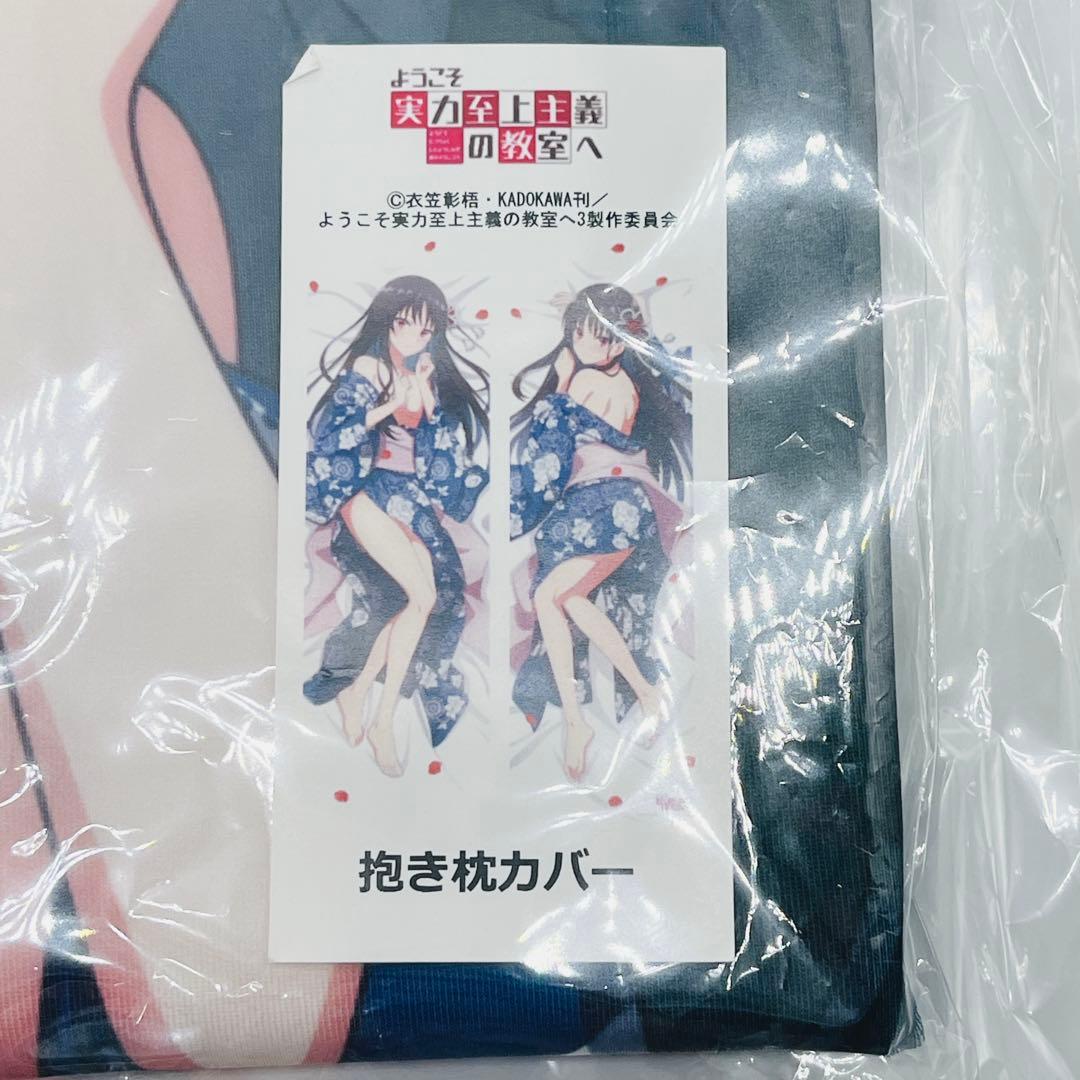 ようこそ
実力至上主義
の教室へ
©衣笠彰悟・KADOKAWA刊／
ようこそ実力至上主義の教室へ3製作委員会
抱き枕カバー